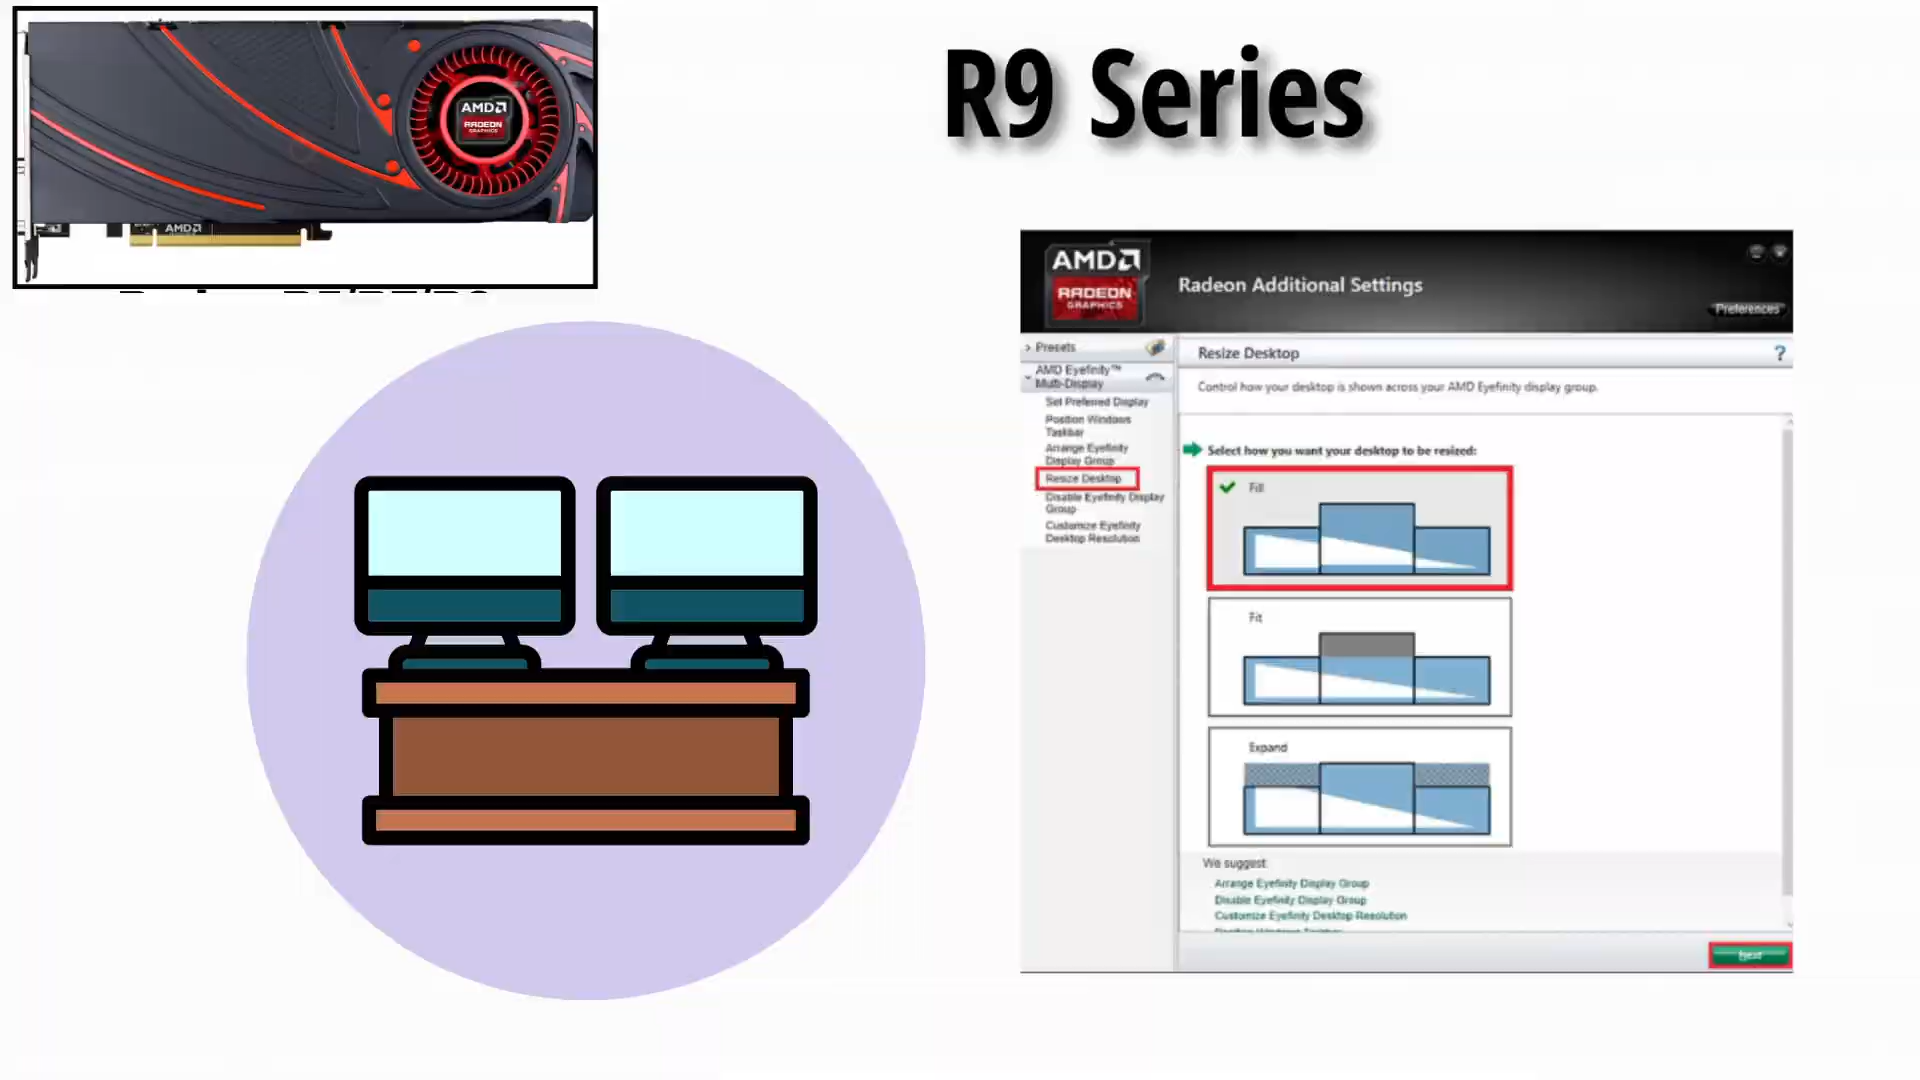 AMD
RADEON
GRAPHICS
AMD
R9 Series
AMD
RADEON
GRAPHICS
Radeon Additional Settings
Preferences
Presets
AMD Eyefinity™
Multi-Display
Set Preferred Display
Position Windows
Taskbar
Arrange Eyefinity
Display Group
Resize Desktop
Disable Eyefinity Display
Group
Customize Eyefinity
Desktop Resolution
Resize Desktop
?
Control how your desktop is shown across your AMD Eyefinity display group.
Select how you want your desktop to be resized:
Fill
Fit
Expand
We suggest
Arrange Eyefinity Display Group
Disable Eyefinity Display Group
Customize Eyefinity Desktop Resolution
Next